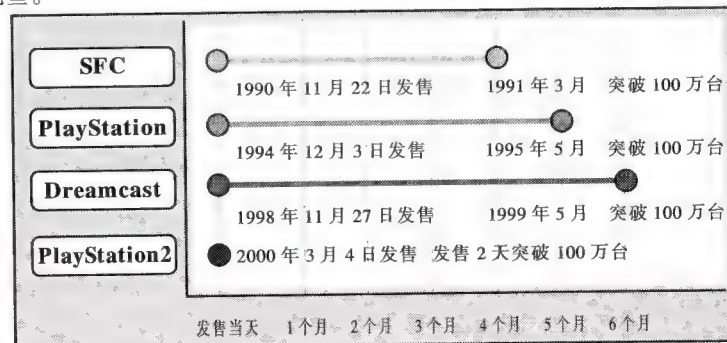 SFC
1990 年 11 月 22 日发售 1991 年 3 月 突破 100 万台
PlayStation
1994 年 12 月 3 日发售 1995 年 5 月 突破 100 万台
Dreamcast
1998 年 11 月 27 日发售 1999 年 5 月 突破 100 万台
PlayStation2
2000 年 3 月 4 日发售 发售 2 天突破 100 万台
发售当天 1个月 2个月 3个月 4个月 5个月 6个月